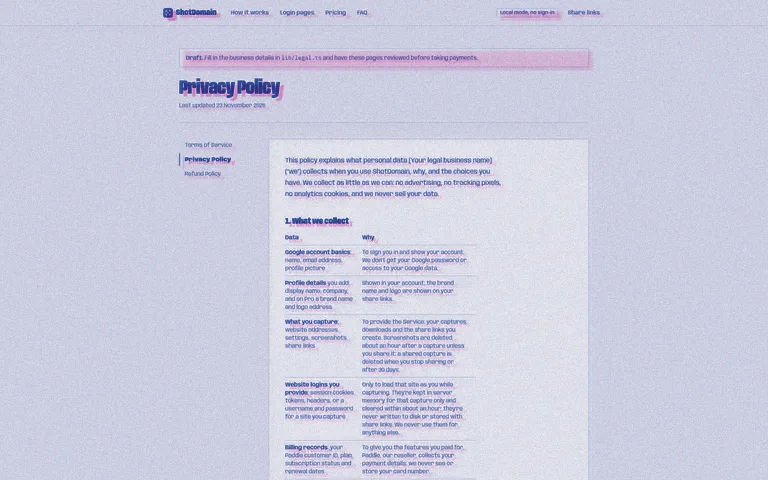 ShotDomain
How it works
Login pages
Pricing
FAQ
Local mode, no sign-in
Share links
Draft. Fill in the business details in lib/legal.ts and have these pages reviewed before taking payments.
Privacy Policy
Last updated 23 November 2025
Terms of Service
Privacy Policy
Refund Policy
This policy explains what personal data [Your legal business name]
("we") collects when you use ShotDomain, why, and the choices you
have. We collect as little as we can: no advertising, no tracking pixels,
no analytics cookies, and we never sell your data.
1. What we collect
Data
Why
Google account basics:
name, email address,
profile picture
To sign you in and show your account.
We don't get your Google password or
access to your Google data.
Profile details you add:
display name, company,
and on Pro a brand name
and logo address
Shown in your account; the brand
name and logo are shown on your
share links.
What you capture:
website addresses,
settings, screenshots,
share links
To provide the Service: your captures,
downloads and the share links you
create. Screenshots are deleted
about an hour after a capture unless
you share it; a shared capture is
deleted when you stop sharing or
after 30 days.
Website logins you
provide: session cookies,
tokens, headers, or a
username and password
for a site you capture
Only to load that site as you while
capturing. They're kept in server
memory for that capture only and
cleared within about an hour; they're
never written to disk or stored with
share links. We never use them for
anything else.
Billing records: your
Paddle customer ID, plan,
subscription status and
renewal dates
To give you the features you paid for.
Paddle, our reseller, collects your
payment details; we never see or
store your card number.